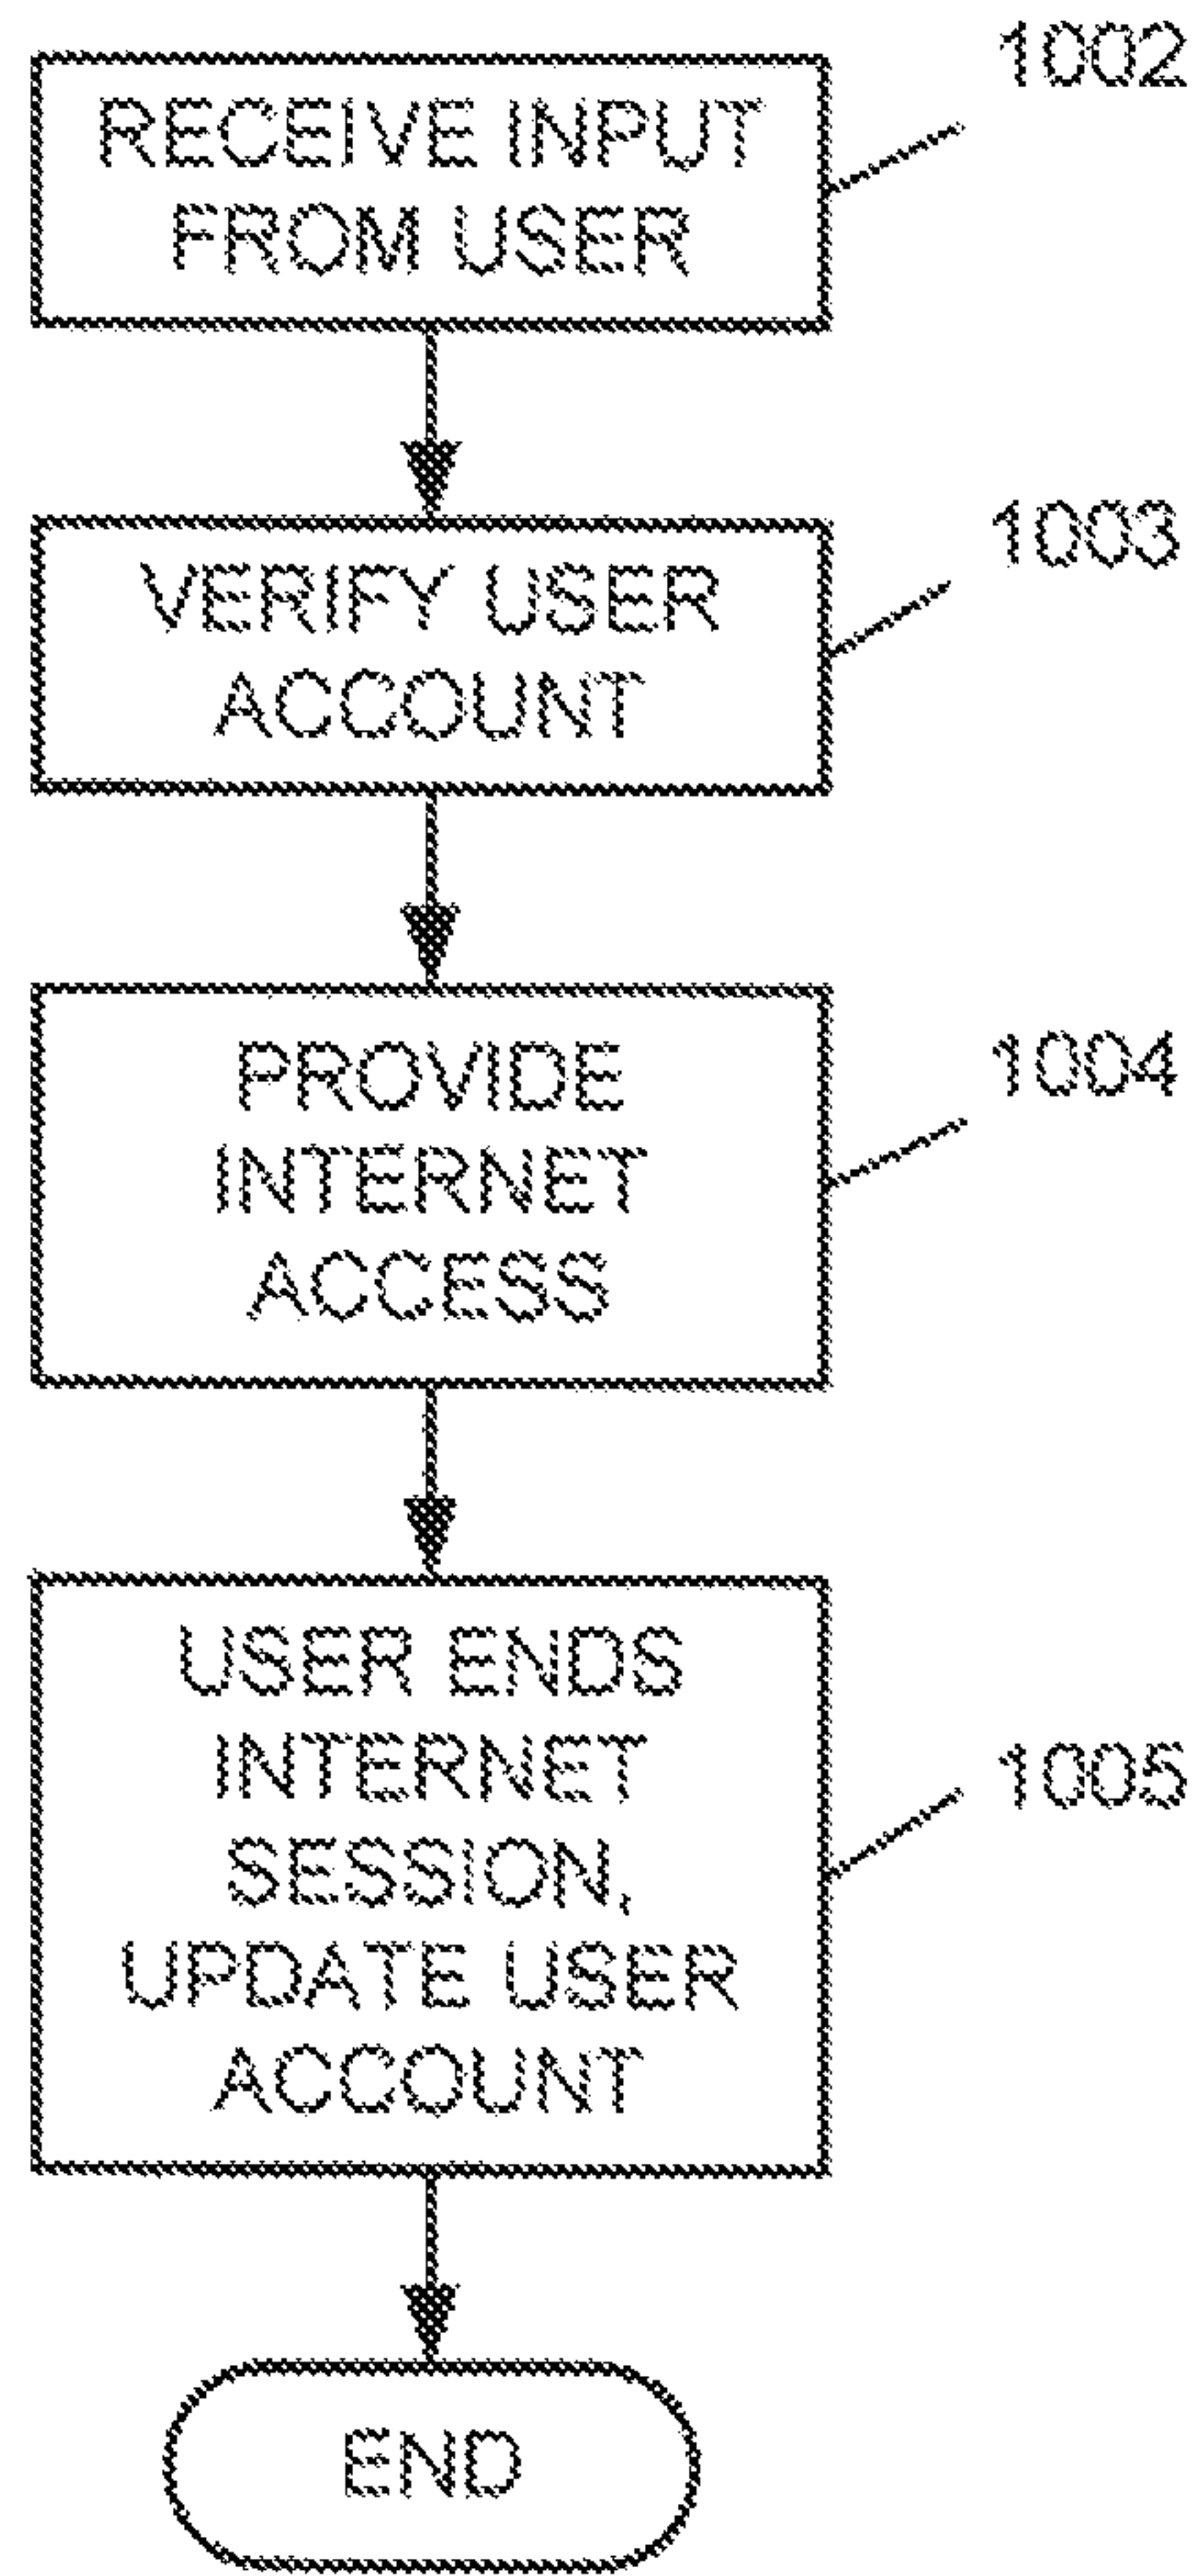 1002
RECEIVE INPUT
FROM USER
1003
VERIFY USER
ACCOUNT
1004
PROVIDE
INTERNET
ACCESS
USER ENDS
INTERNET
1005
SESSION,
UPDATE USER
ACCOUNT
END